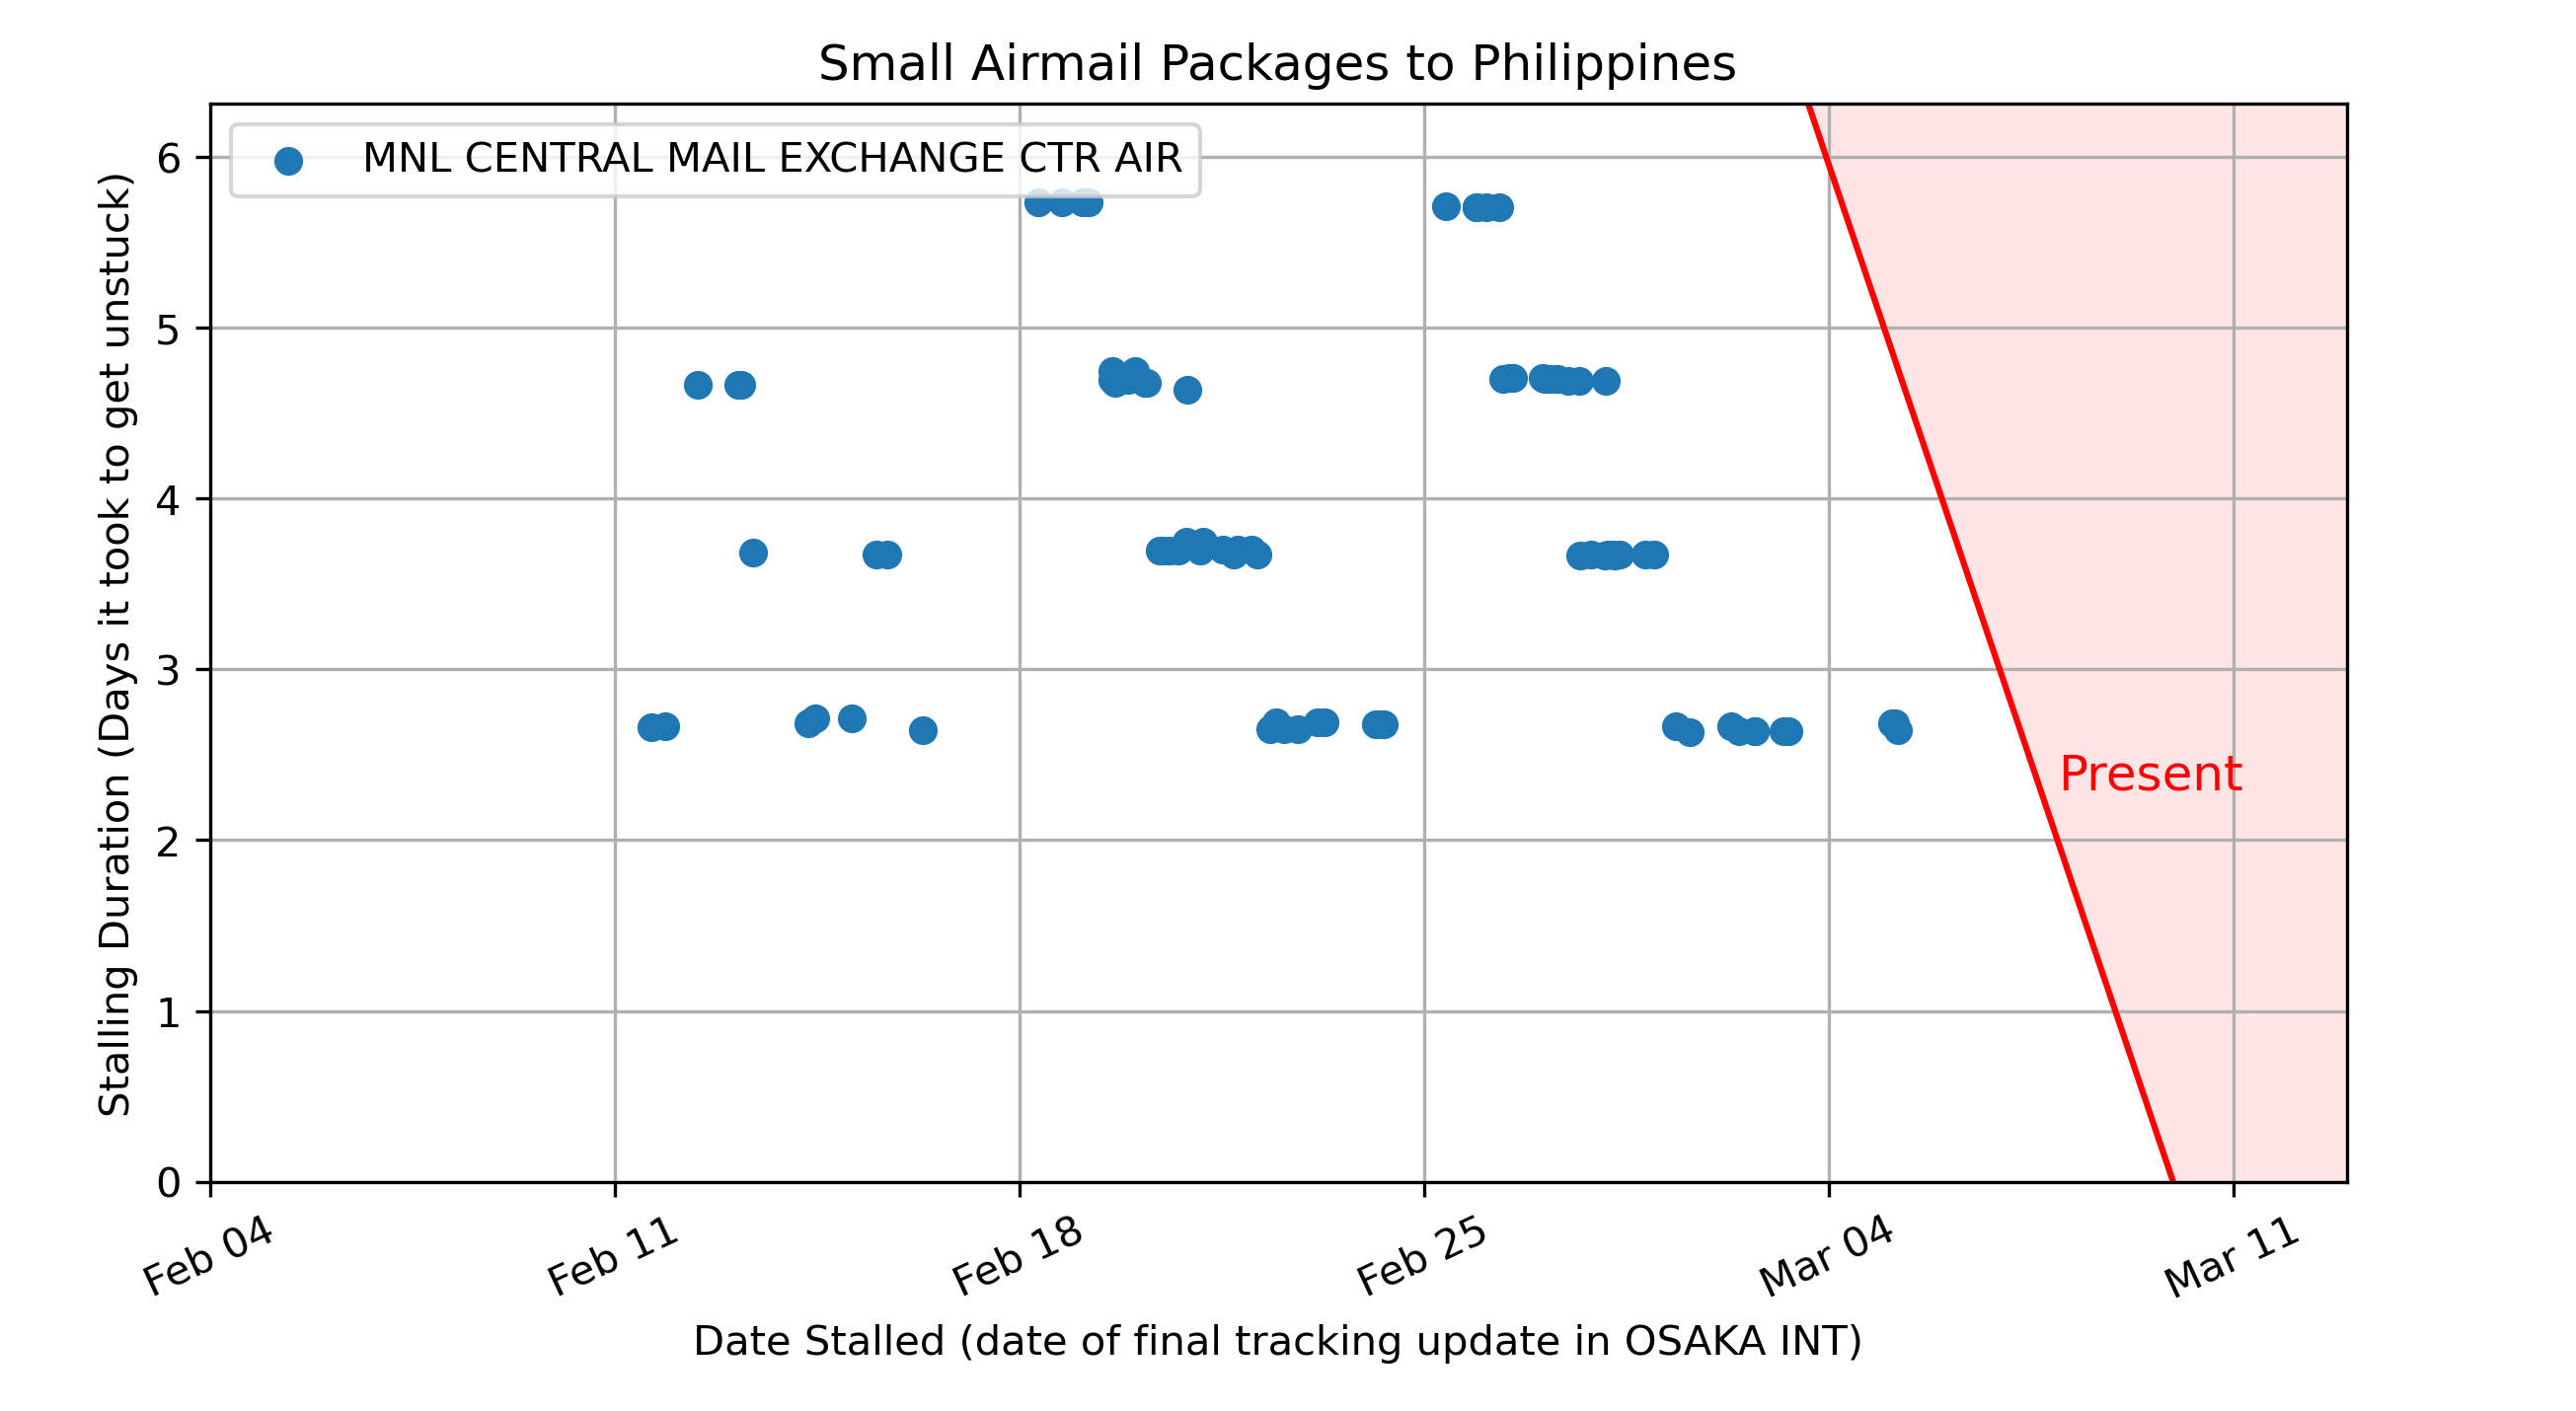 Small Airmail Packages to Philippines
MNL CENTRAL MAIL EXCHANGE CTR AIR
Stalling Duration (Days it took to get unstuck)
6
5
4
3
2
1
0
Present
Feb 04
Feb 11
Feb 18
Feb 25
Mar 04
Mar 11
Date Stalled (date of final tracking update in OSAKA INT)